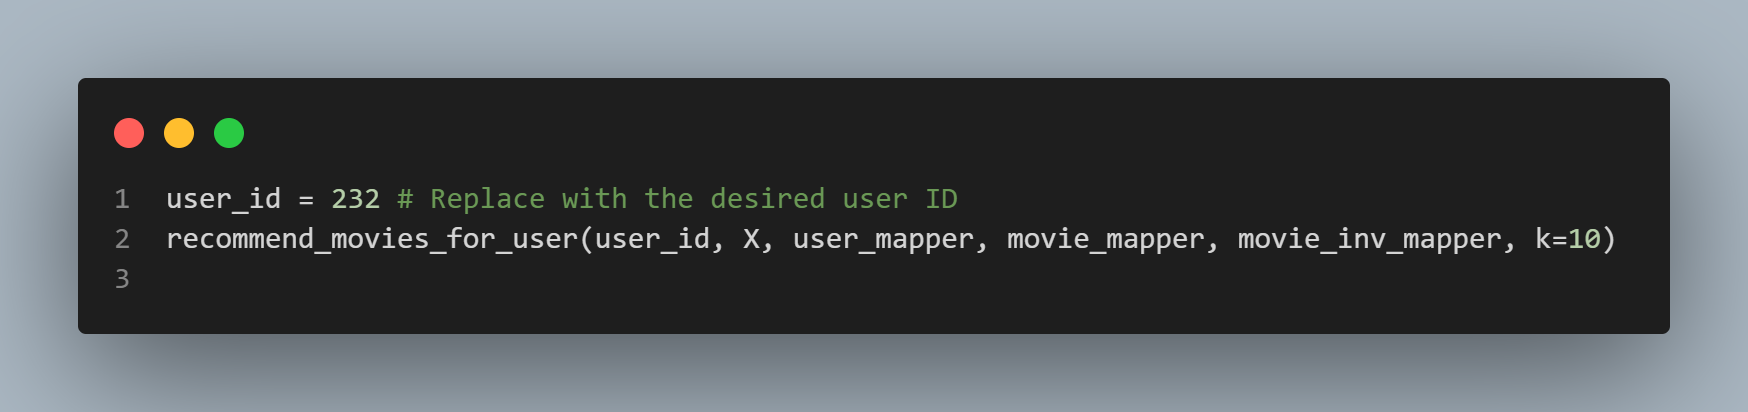 1 user_id = 232 # Replace with the desired user ID
2 recommend_movies_for_user(user_id, X, user_mapper, movie_mapper, movie_inv_mapper, k=10)
3